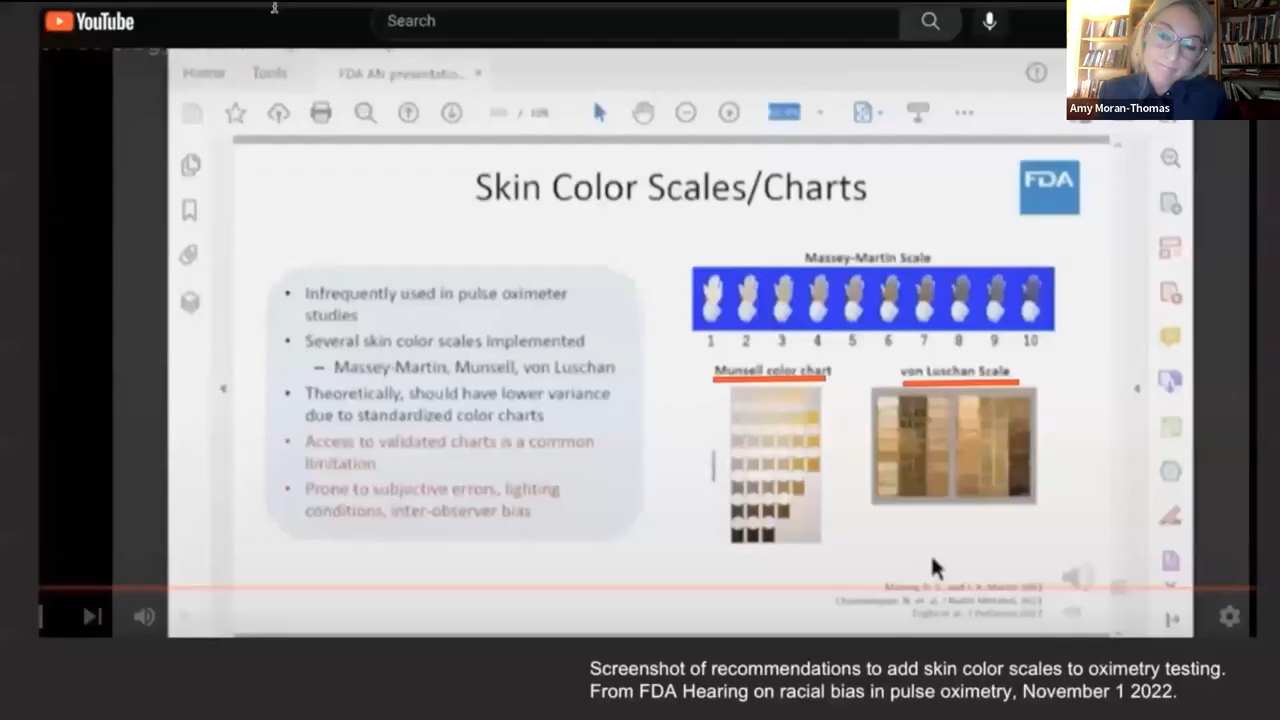 YouTube
Search
Amy Moran-Thomas
Home
Tools
FDA AN presentatio...
Skin Color Scales/Charts
FDA
• Infrequently used in pulse oximeter
studies
• Several skin color scales implemented
– Massey-Martin, Munsell, von Luschan
• Theoretically, should have lower variance
due to standardized color charts
• Access to validated charts is a common
limitation
• Prone to subjective errors, lighting
conditions, inter-observer bias
Massey-Martin Scale
1 2 3 4 5 6 7 8 9 10
Munsell color chart
von Luschan Scale
Screenshot of recommendations to add skin color scales to oximetry testing.
From FDA Hearing on racial bias in pulse oximetry, November 1 2022.